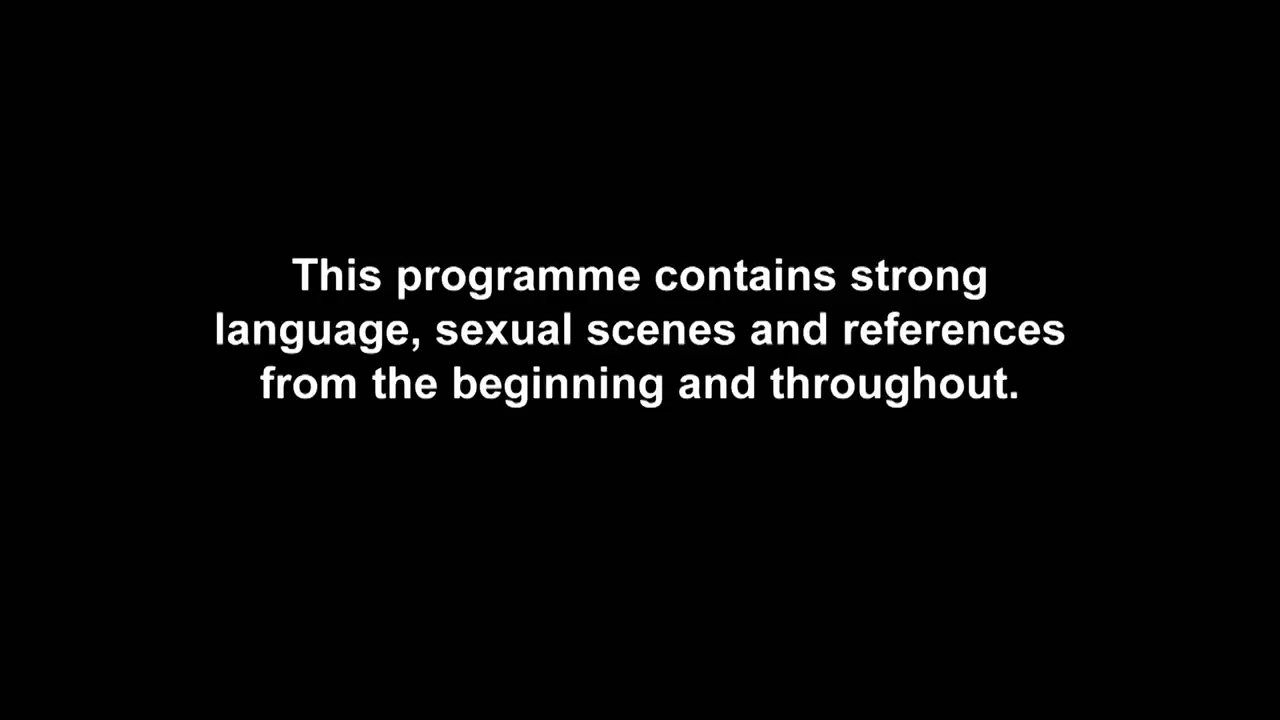 This programme contains strong
language, sexual scenes and references
from the beginning and throughout.